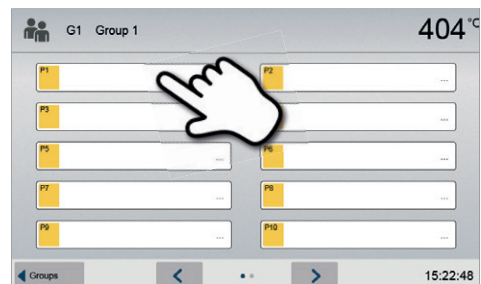 G1 Group 1 404 °C
P1 P2 ...
P3 ...
P5 ... P6 ...
P7 ... P8 ...
P9 ... P10 ...
Groups < > 15:22:48